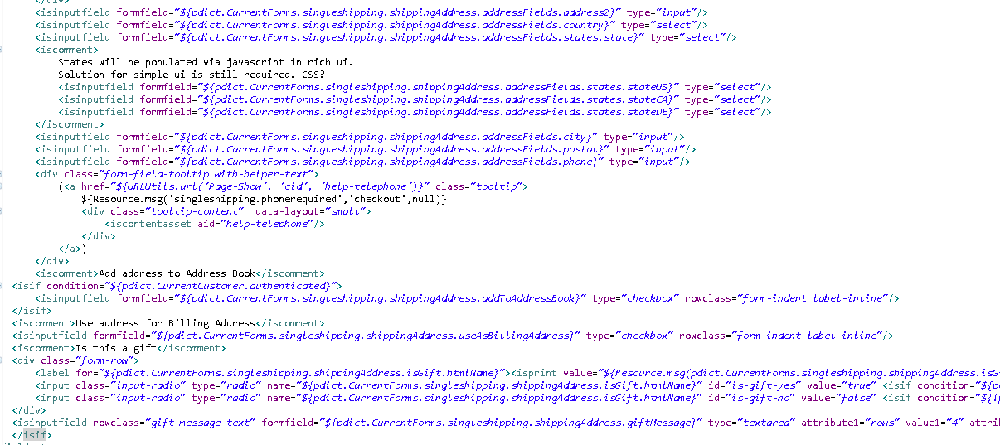 </div>
<isinputfield formfield="${pdict.CurrentForms.singleshipping.shippingAddress.addressFields.address2}" type="input"/>
<isinputfield formfield="${pdict.CurrentForms.singleshipping.shippingAddress.addressFields.country}" type="select"/>
<isinputfield formfield="${pdict.CurrentForms.singleshipping.shippingAddress.addressFields.states.state}" type="select"/>
<iscomment>
States will be populated via javascript in rich ui.
Solution for simple ui is still required. CSS?
<isinputfield formfield="${pdict.CurrentForms.singleshipping.shippingAddress.addressFields.states.stateUS}" type="select"/>
<isinputfield formfield="${pdict.CurrentForms.singleshipping.shippingAddress.addressFields.states.stateCA}" type="select"/>
<isinputfield formfield="${pdict.CurrentForms.singleshipping.shippingAddress.addressFields.states.stateDE}" type="select"/>
</iscomment>
<isinputfield formfield="${pdict.CurrentForms.singleshipping.shippingAddress.addressFields.city}" type="input"/>
<isinputfield formfield="${pdict.CurrentForms.singleshipping.shippingAddress.addressFields.postal}" type="input"/>
<isinputfield formfield="${pdict.CurrentForms.singleshipping.shippingAddress.addressFields.phone}" type="input"/>
<div class="form-field-tooltip with-helper-text">
(<a href="${URLUtils.url('Page-Show', 'cid', 'help-telephone')}" class="tooltip">
${Resource.msg('singleshipping.phonerequired','checkout',null)}
<div class="tooltip-content"  data-layout="small">
<iscontentasset aid="help-telephone"/>
</div>
</a>)
</div>
<iscomment>Add address to Address Book</iscomment>
<isif condition="${pdict.CurrentCustomer.authenticated}">
<isinputfield formfield="${pdict.CurrentForms.singleshipping.shippingAddress.addToAddressBook}" type="checkbox" rowclass="form-indent label-inline"/>
</isif>
<iscomment>Use address for Billing Address</iscomment>
<isinputfield formfield="${pdict.CurrentForms.singleshipping.shippingAddress.useAsBillingAddress}" type="checkbox" rowclass="form-indent label-inline"/>
<iscomment>Is this a gift</iscomment>
<div class="form-row">
<label for="${pdict.CurrentForms.singleshipping.shippingAddress.isGift.htmlName}"><isprint value="${Resource.msg(pdict.CurrentForms.singleshipping.shippingAddress.isG
<input class="input-radio" type="radio" name="${pdict.CurrentForms.singleshipping.shippingAddress.isGift.htmlName}" id="is-gift-yes" value="true" <isif condition="${p
<input class="input-radio" type="radio" name="${pdict.CurrentForms.singleshipping.shippingAddress.isGift.htmlName}" id="is-gift-no" value="false" <isif condition="${!
</div>
<isinputfield rowclass="gift-message-text" formfield="${pdict.CurrentForms.singleshipping.shippingAddress.giftMessage}" type="textarea" attribute1="rows" value1="4" attri
</isif>